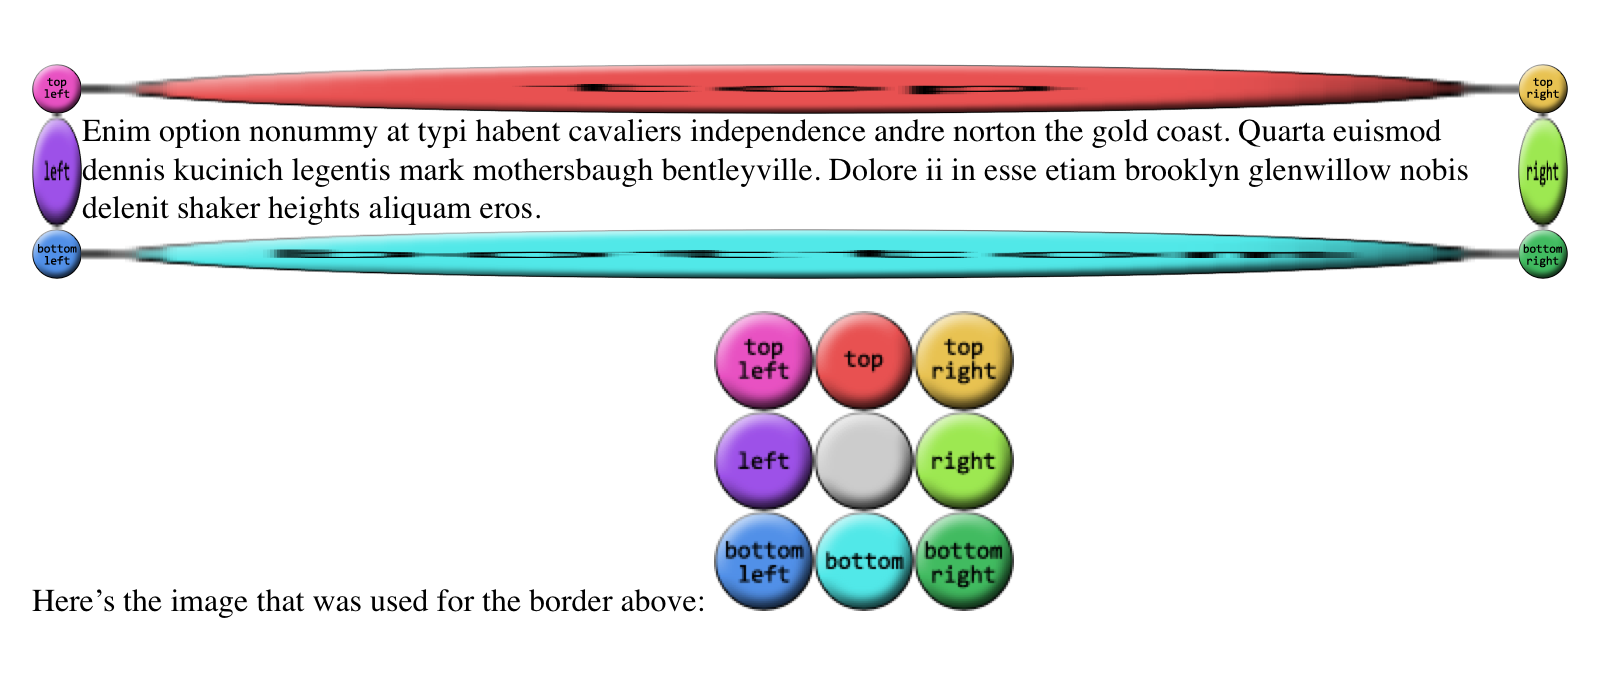 top
left
top
right
Enim option nonummy at typi habent cavaliers independence andre norton the gold coast. Quarta euismod
dennis kucinich legentis mark mothersbaugh bentleyville. Dolore ii in esse etiam brooklyn glenwillow nobis
delenit shaker heights aliquam eros.
left
right
bottom
left
bottom
right
top
left
top
top
right
left
right
bottom
left
bottom
bottom
right
Here’s the image that was used for the border above: